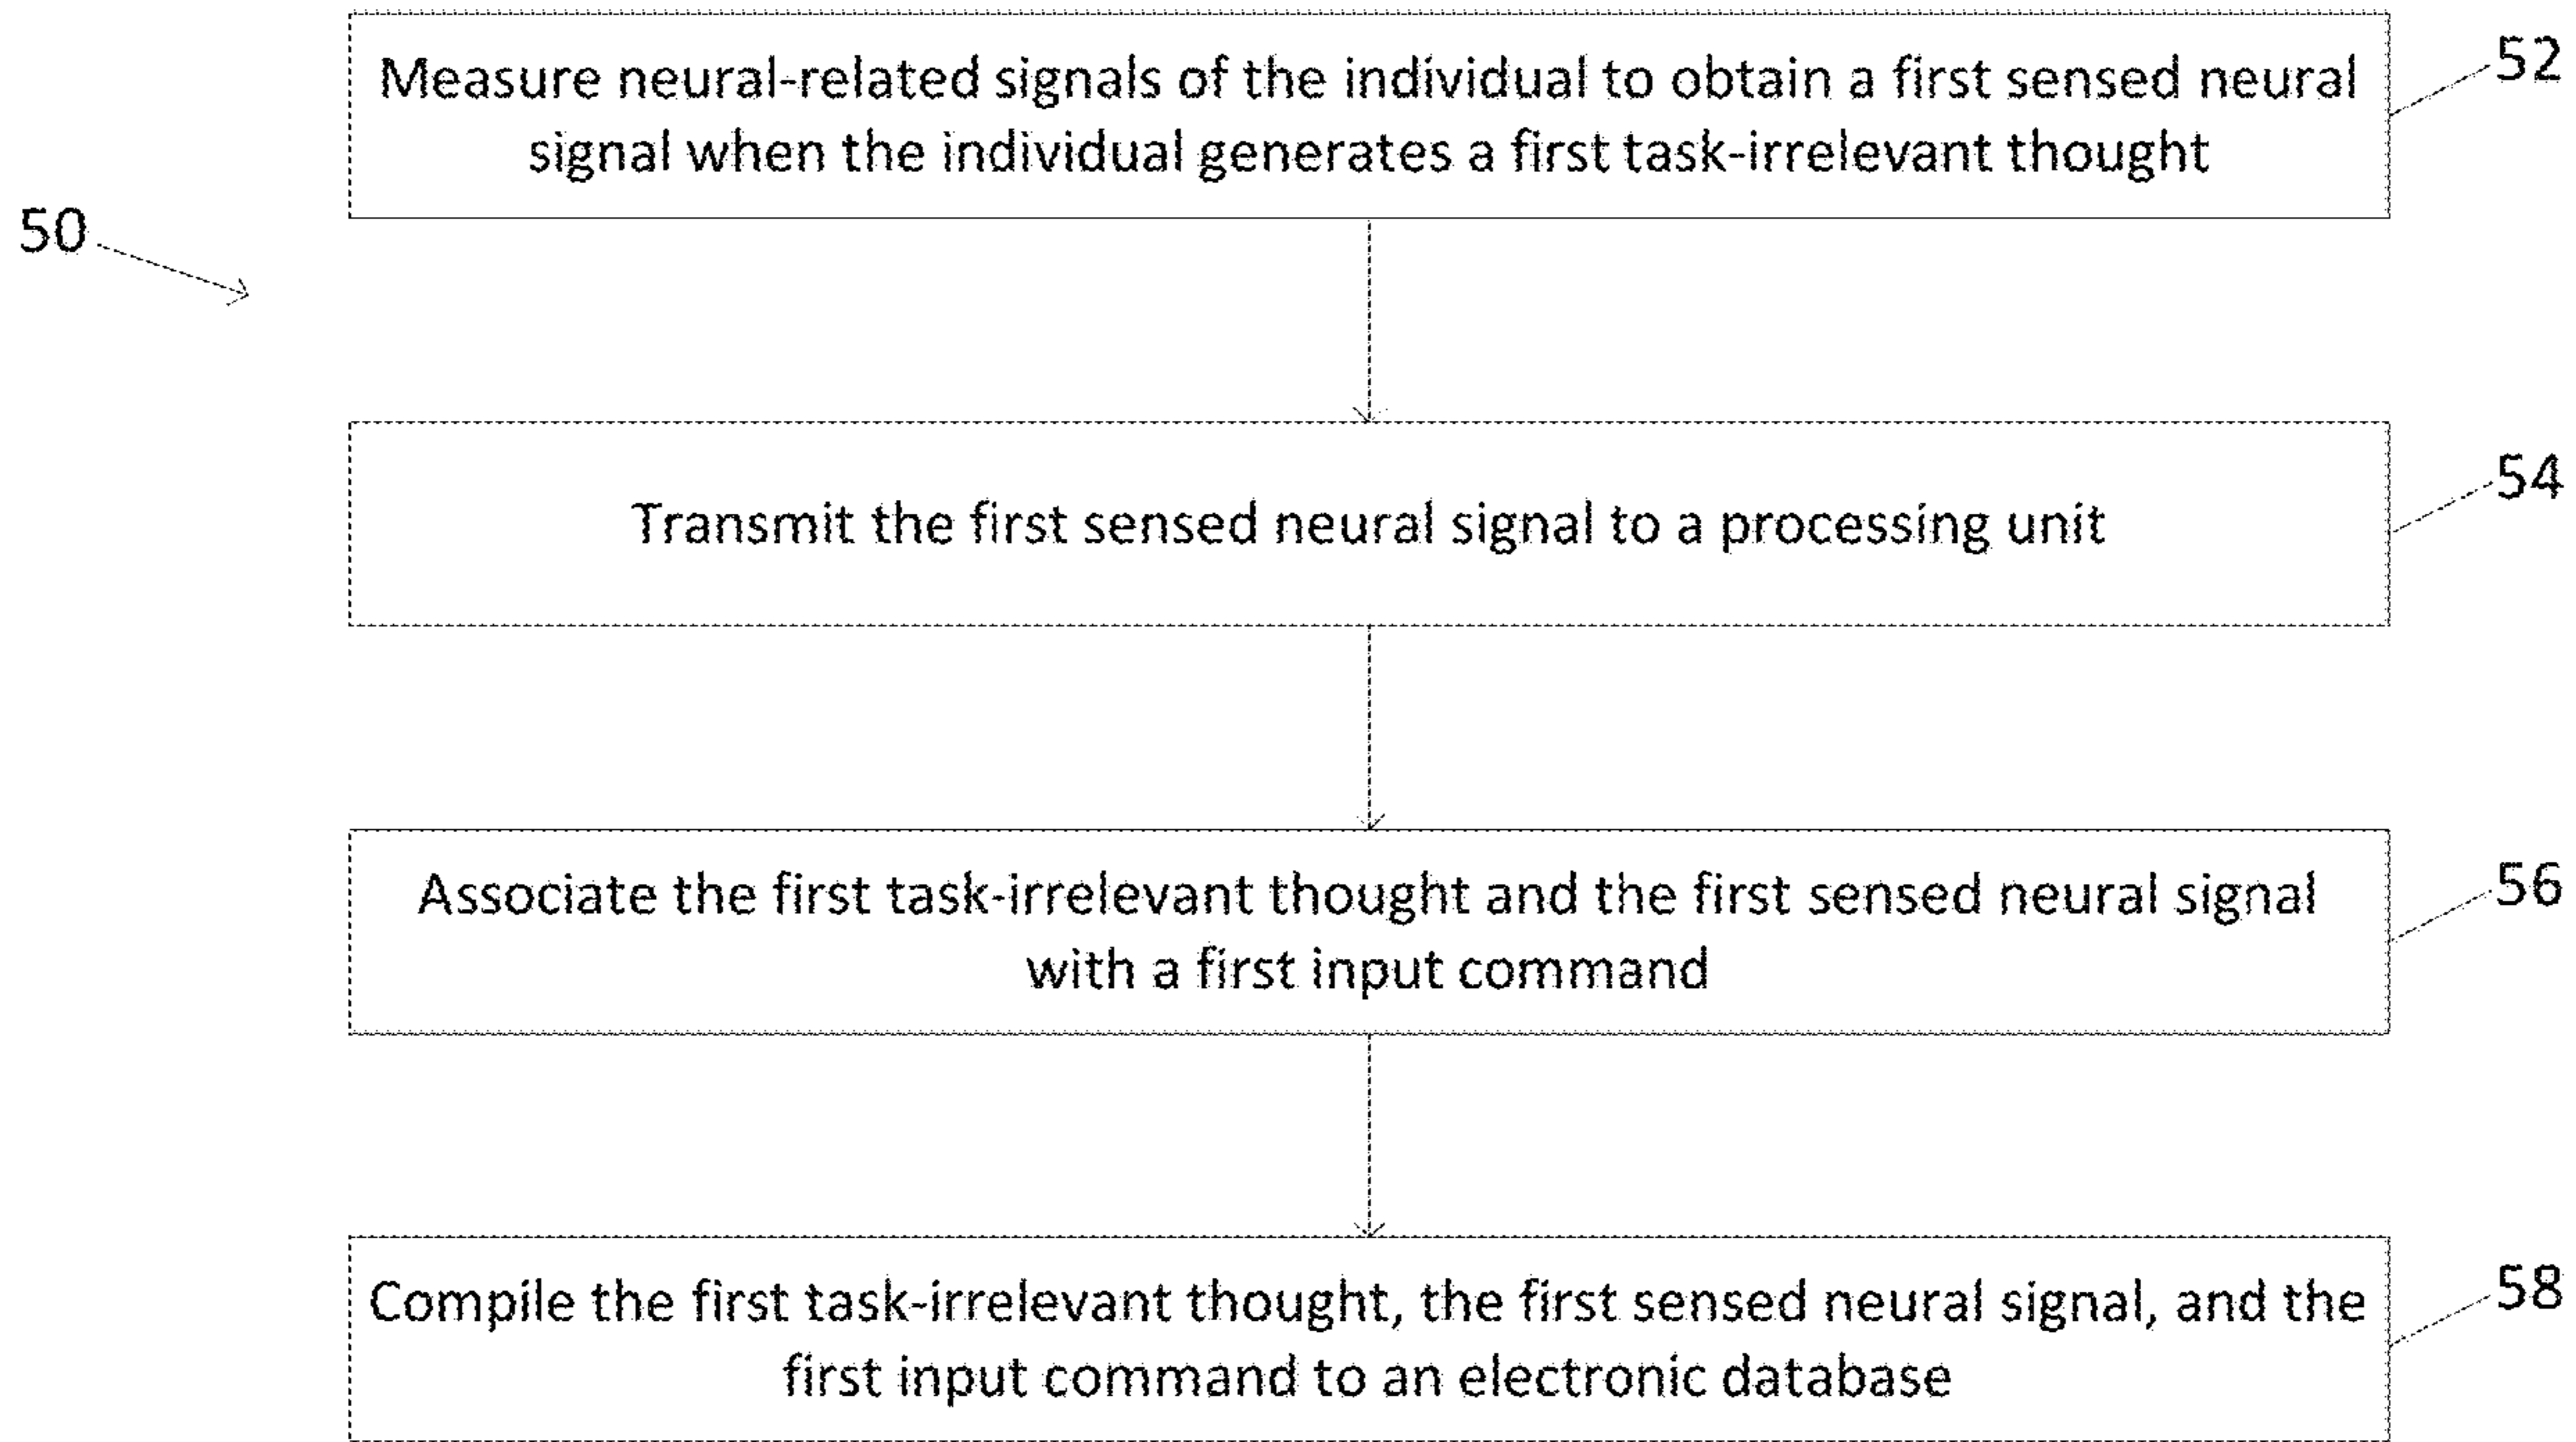 Measure neural-related signals of the individual to obtain a first sensed neural
signal when the individual generates a first task-irrelevant thought
52
50
Transmit the first sensed neural signal to a processing unit
54
Associate the first task-irrelevant thought and the first sensed neural signal
with a first input command
56
Compile the first task-irrelevant thought, the first sensed neural signal, and the
first input command to an electronic database
58